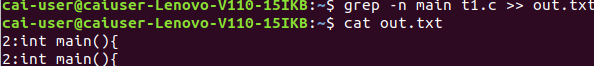 cai-user@caiuser-Lenovo-V110-15IKB:~$ grep -n main t1.c >> out.txt
cai-user@caiuser-Lenovo-V110-15IKB:~$ cat out.txt
2:int main(){
2:int main(){